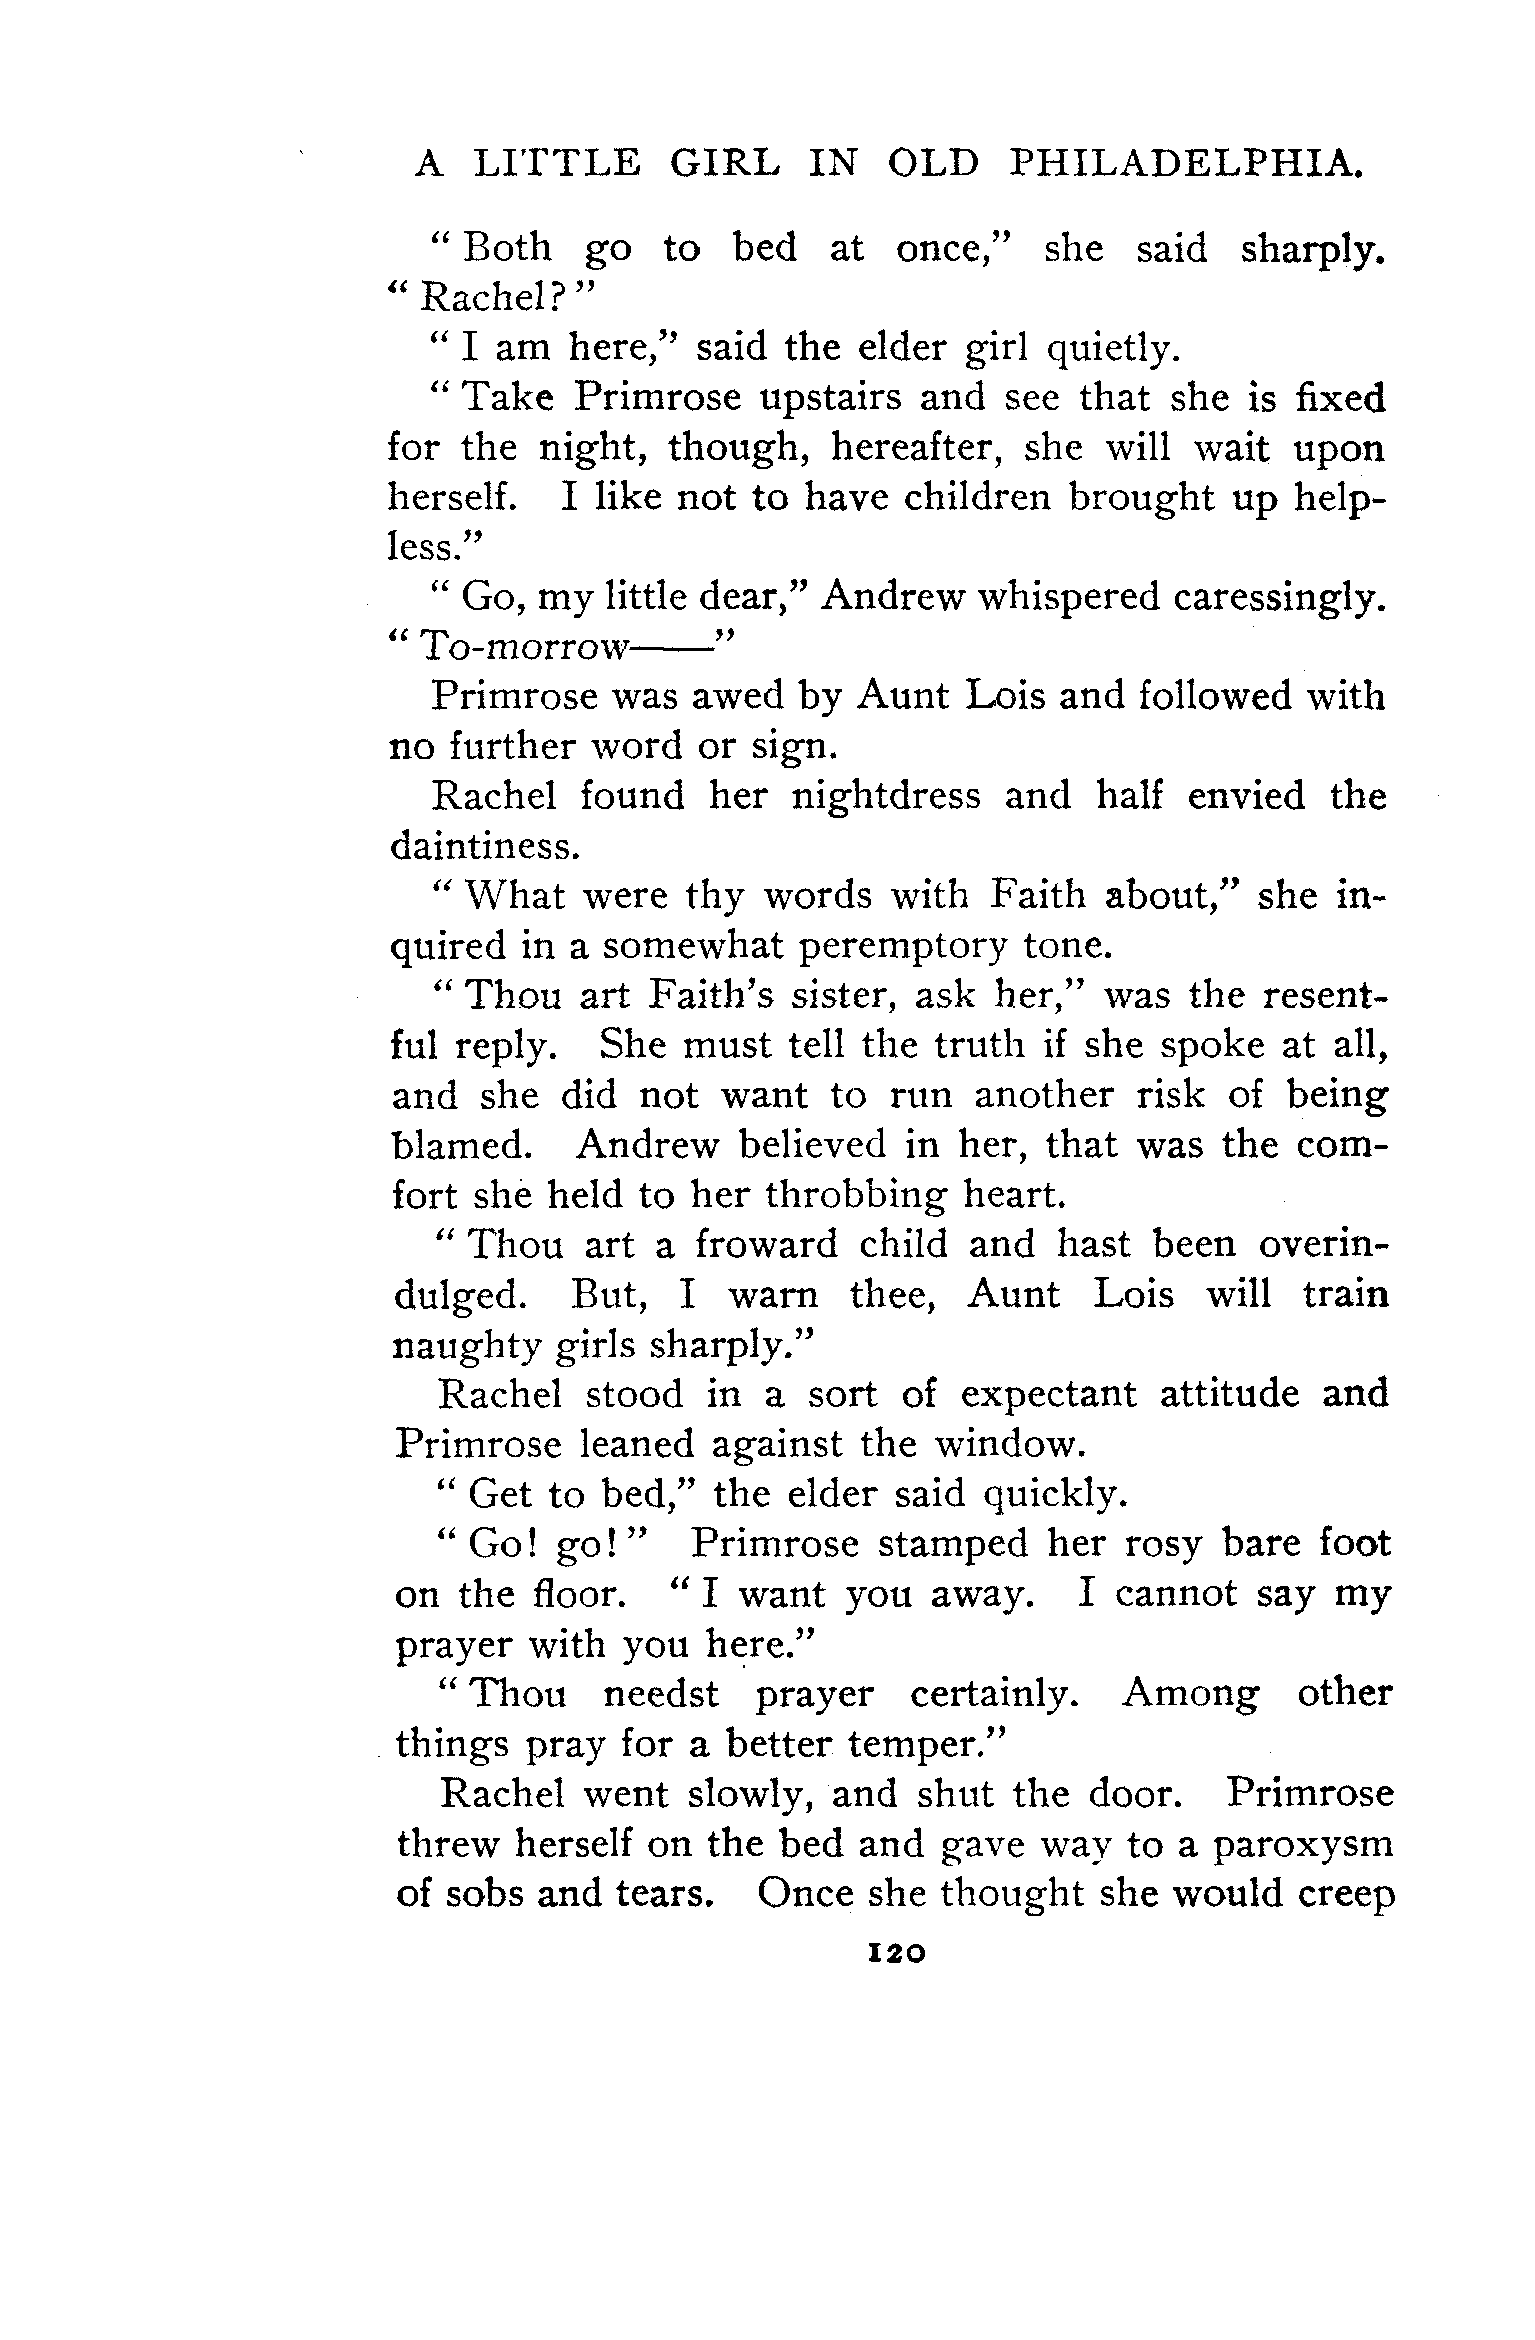 A LITTLE GIRL IN OLD PHILADELPHIA.
“ Both go to bed at once,” she said sharply.
“ Rachel? ”
“ I am here,” said the elder girl quietly.
“ Take Primrose upstairs and see that she is fixed
for the night, though, hereafter, she will wait upon
herself. I like not to have children brought up help-
less.”
“ Go, my little dear,” Andrew whispered caressingly.
“ To-morrow——”
Primrose was awed by Aunt Lois and followed with
no further word or sign.
Rachel found her nightdress and half envied the
daintiness.
“ What were thy words with Faith about,” she in-
quired in a somewhat peremptory tone.
“ Thou art Faith’s sister, ask her,” was the resent-
ful reply. She must tell the truth if she spoke at all,
and she did not want to run another risk of being
blamed. Andrew believed in her, that was the com-
fort she held to her throbbing heart.
“ Thou art a froward child and hast been overin-
dulged. But, I warn thee, Aunt Lois will train
naughty girls sharply.”
Rachel stood in a sort of expectant attitude and
Primrose leaned against the window.
“ Get to bed,” the elder said quickly.
“ Go! go! ” Primrose stamped her rosy bare foot
on the floor. “ I want you away. I cannot say my
prayer with you here.”
“ Thou needst prayer certainly. Among other
things pray for a better temper.”
Rachel went slowly, and shut the door. Primrose
threw herself on the bed and gave way to a paroxysm
of sobs and tears. Once she thought she would creep
120